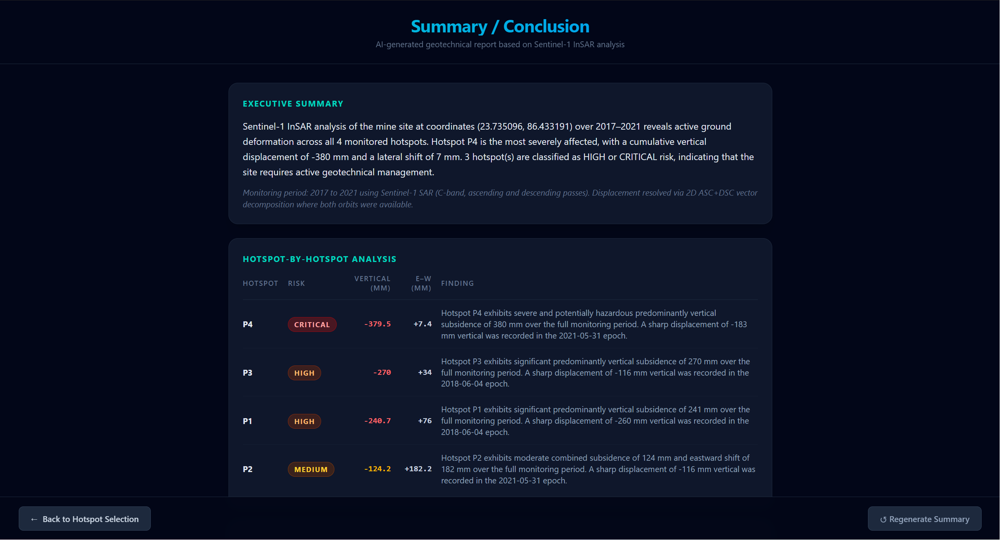 Summary / Conclusion
AI-generated geotechnical report based on Sentinel-1 InSAR analysis
EXECUTIVE SUMMARY
Sentinel-1 InSAR analysis of the mine site at coordinates (23.735096, 86.433191) over 2017–2021 reveals active ground
deformation across all 4 monitored hotspots. Hotspot P4 is the most severely affected, with a cumulative vertical
displacement of -380 mm and a lateral shift of 7 mm. 3 hotspot(s) are classified as HIGH or CRITICAL risk, indicating that the
site requires active geotechnical management.
Monitoring period: 2017 to 2021 using Sentinel-1 SAR (C-band, ascending and descending passes). Displacement resolved via 2D ASC+DSC vector
decomposition where both orbits were available.
HOTSPOT-BY-HOTSPOT ANALYSIS
HOTSPOT RISK VERTICAL (MM) E–W (MM) FINDING
P4 CRITICAL -379.5 +7.4
Hotspot P4 exhibits severe and potentially hazardous predominantly vertical
subsidence of 380 mm over the full monitoring period. A sharp displacement of -183
mm vertical was recorded in the 2021-05-31 epoch.
P3 HIGH -270 +34
Hotspot P3 exhibits significant predominantly vertical subsidence of 270 mm over the
full monitoring period. A sharp displacement of -116 mm vertical was recorded in the
2018-06-04 epoch.
P1 HIGH -240.7 +76
Hotspot P1 exhibits significant predominantly vertical subsidence of 241 mm over the
full monitoring period. A sharp displacement of -260 mm vertical was recorded in the
2018-06-04 epoch.
P2 MEDIUM -124.2 +182.2
Hotspot P2 exhibits moderate combined subsidence of 124 mm and eastward shift of
182 mm over the full monitoring period. A sharp displacement of -116 mm vertical was
recorded in the 2021-05-31 epoch.
← Back to Hotspot Selection
↺ Regenerate Summary